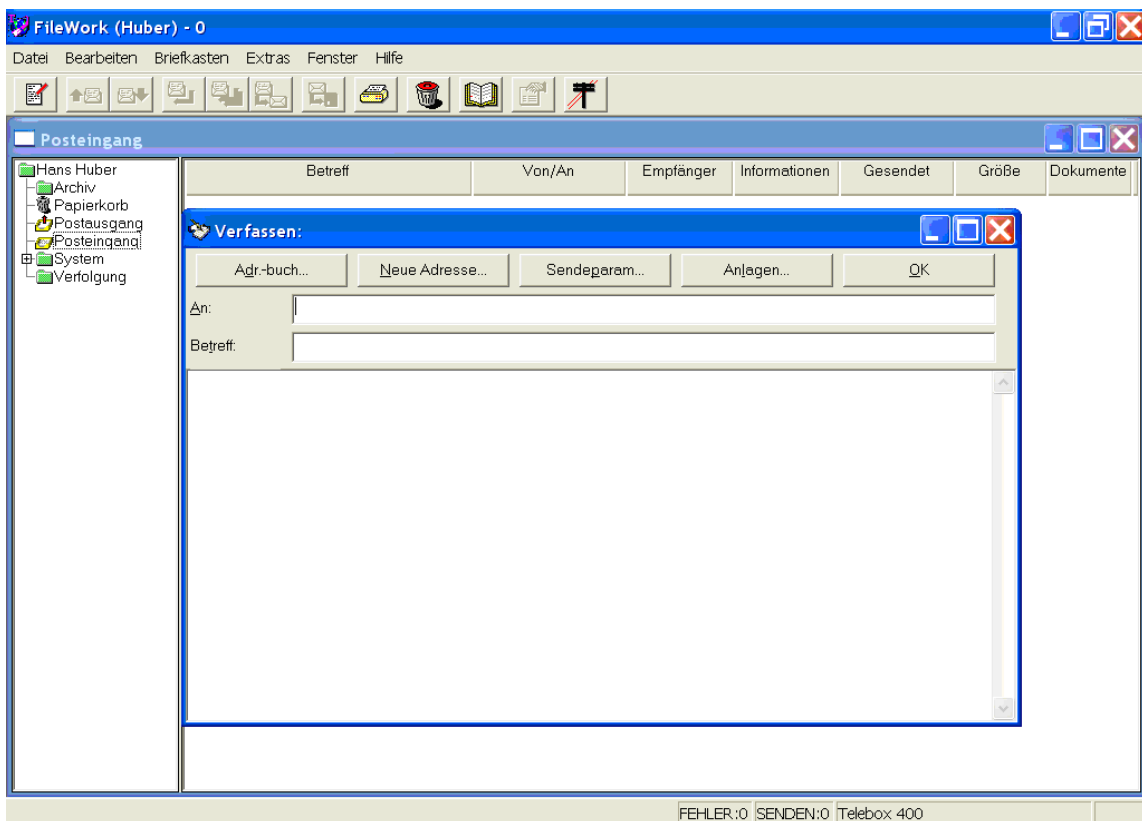 FileWork (Huber) - 0
Datei Bearbeiten Briefkasten Extras Fenster Hilfe
Posteingang
Hans Huber
Archiv
Papierkorb
Postausgang
Posteingang
System
Verfolgung
Betreff Von/An Empfänger Informationen Gesendet Größe Dokumente
Verfassen:
Adr.-buch... Neue Adresse... Sendeparam... Anlagen... OK
An:
Betreff:
FEHLER:0 SENDEN:0 Telebox 400